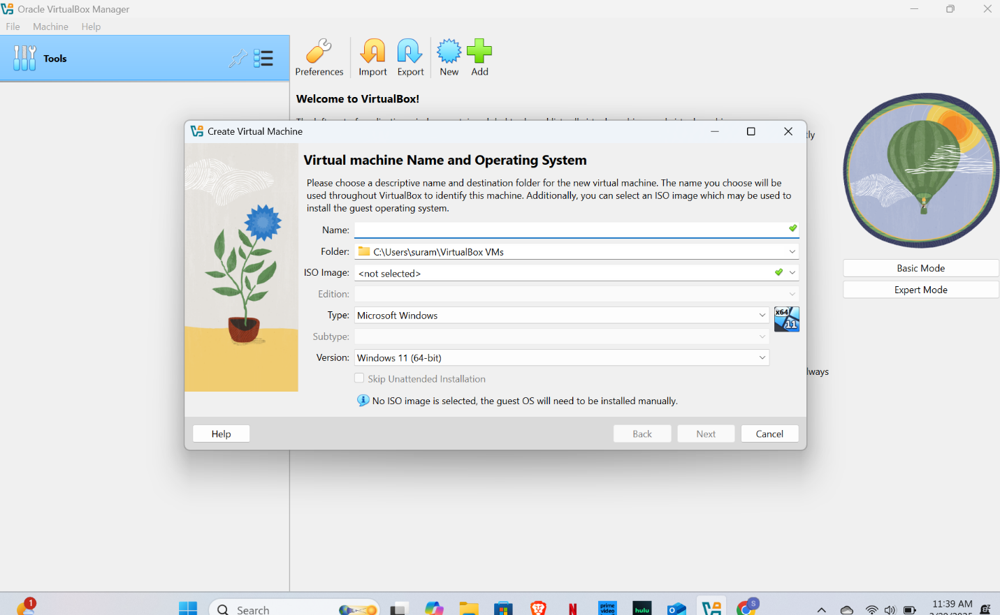 Oracle VirtualBox Manager
File Machine Help
Tools
Preferences Import Export New Add
Welcome to VirtualBox!
tly
Create Virtual Machine
Virtual machine Name and Operating System
Please choose a descriptive name and destination folder for the new virtual machine. The name you choose will be
used throughout VirtualBox to identify this machine. Additionally, you can select an ISO image which may be used to
install the guest operating system.
Name:
Folder: C:\Users\suram\VirtualBox VMs
ISO Image: <not selected>
Edition:
Type: Microsoft Windows
x64
11
Subtype:
Version: Windows 11 (64-bit)
Skip Unattended Installation
No ISO image is selected, the guest OS will need to be installed manually.
Help Back Next Cancel
Basic Mode
Expert Mode
lways
1
Search
N
prime
video
hulu
O
S
11:39 AM